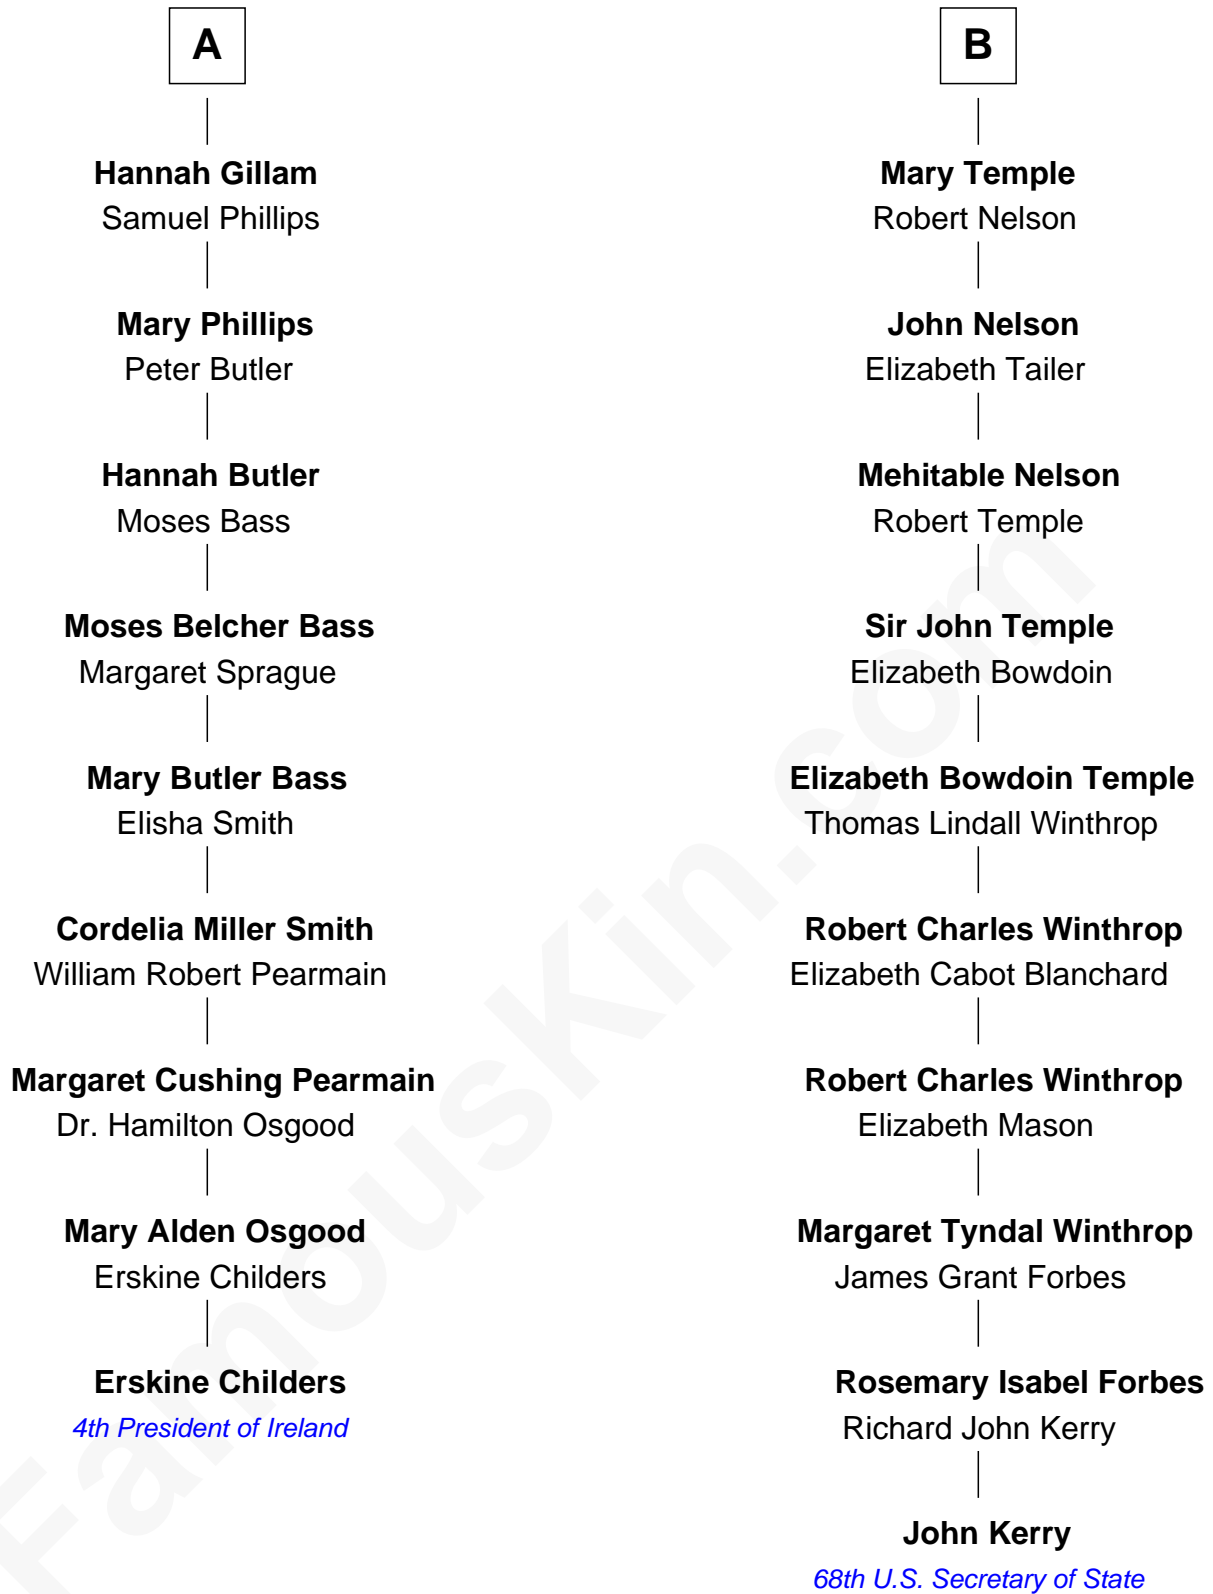 A
Hannah Gillam
Samuel Phillips
Mary Phillips
Peter Butler
Hannah Butler
Moses Bass
Moses Belcher Bass
Margaret Sprague
Mary Butler Bass
Elisha Smith
Cordelia Miller Smith
William Robert Pearmain
Margaret Cushing Pearmain
Dr. Hamilton Osgood
Mary Alden Osgood
Erskine Childers
Erskine Childers
4th President of Ireland
B
Mary Temple
Robert Nelson
John Nelson
Elizabeth Tailer
Mehitable Nelson
Robert Temple
Sir John Temple
Elizabeth Bowdoin
Elizabeth Bowdoin Temple
Thomas Lindall Winthrop
Robert Charles Winthrop
Elizabeth Cabot Blanchard
Robert Charles Winthrop
Elizabeth Mason
Margaret Tyndal Winthrop
James Grant Forbes
Rosemary Isabel Forbes
Richard John Kerry
John Kerry
68th U.S. Secretary of State
FamousKin.com